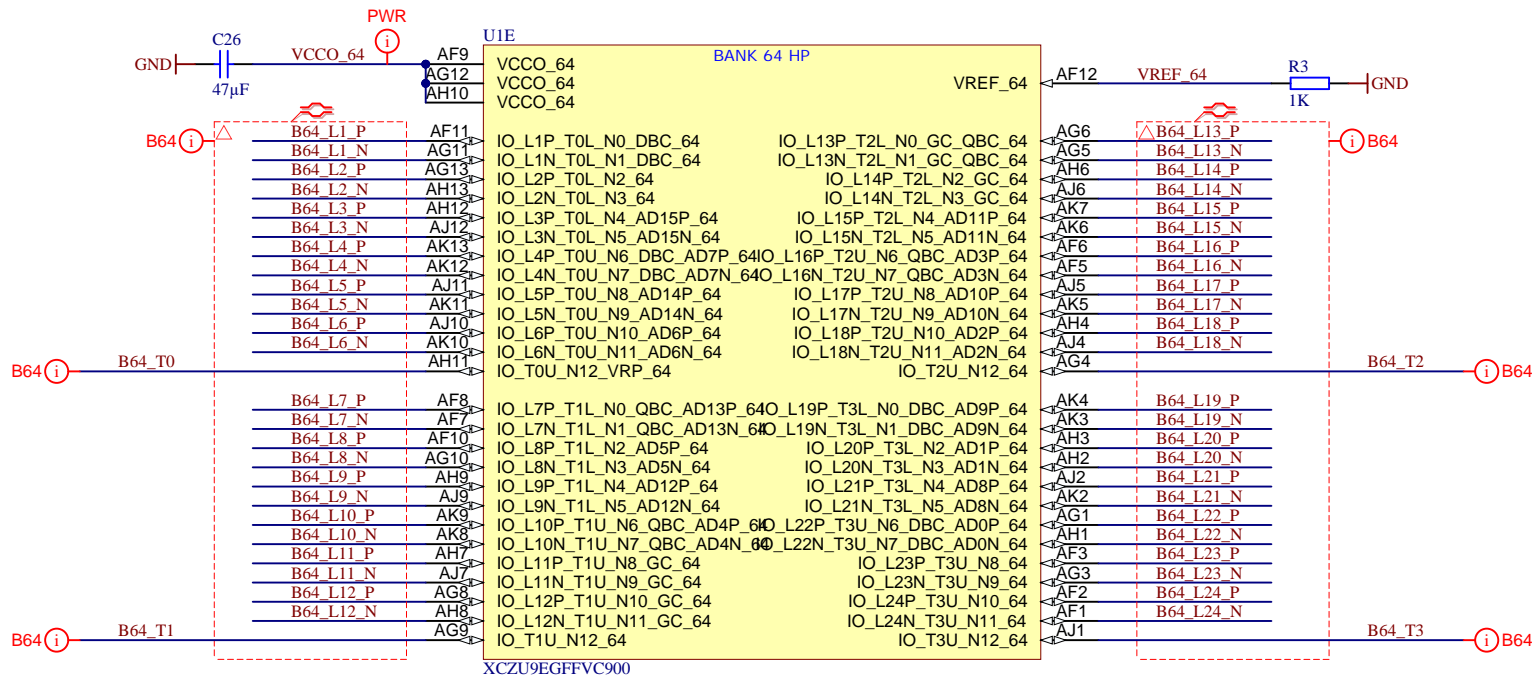 PWR
i
C26
VCCO_64
GND
47µF
U1E
BANK 64 HP
AF9
VCCO_64
AG12
VCCO_64
AH10
VCCO_64
VREF_64
AF12
VREF_64
R3
1K
GND
B64 i
B64_L1_P AF11 IO_L1P_T0L_N0_DBC_64
B64_L1_N AG11 IO_L1N_T0L_N1_DBC_64
B64_L2_P AG13 IO_L2P_T0L_N2_64
B64_L2_N AH13 IO_L2N_T0L_N3_64
B64_L3_P AH12 IO_L3P_T0L_N4_AD15P_64
B64_L3_N AJ12 IO_L3N_T0L_N5_AD15N_64
B64_L4_P AK13 IO_L4P_T0U_N6_DBC_AD7P_64
B64_L4_N AK12 IO_L4N_T0U_N7_DBC_AD7N_64
B64_L5_P AJ11 IO_L5P_T0U_N8_AD14P_64
B64_L5_N AK11 IO_L5N_T0U_N9_AD14N_64
B64_L6_P AJ10 IO_L6P_T0U_N10_AD6P_64
B64_L6_N AK10 IO_L6N_T0U_N11_AD6N_64
B64 i B64_T0 AH11 IO_T0U_N12_VRP_64
B64_L7_P AF8 IO_L7P_T1L_N0_QBC_AD13P_64
B64_L7_N AF7 IO_L7N_T1L_N1_QBC_AD13N_64
B64_L8_P AF10 IO_L8P_T1L_N2_AD5P_64
B64_L8_N AG10 IO_L8N_T1L_N3_AD5N_64
B64_L9_P AH9 IO_L9P_T1L_N4_AD12P_64
B64_L9_N AJ9 IO_L9N_T1L_N5_AD12N_64
B64_L10_P AK9 IO_L10P_T1U_N6_QBC_AD4P_64
B64_L10_N AK8 IO_L10N_T1U_N7_QBC_AD4N_64
B64_L11_P AH7 IO_L11P_T1U_N8_GC_64
B64_L11_N AJ7 IO_L11N_T1U_N9_GC_64
B64_L12_P AG8 IO_L12P_T1U_N10_GC_64
B64_L12_N AH8 IO_L12N_T1U_N11_GC_64
B64 i B64_T1 AG9 IO_T1U_N12_64
IO_L13P_T2L_N0_GC_QBC_64 AG6 B64_L13_P
i B64
IO_L13N_T2L_N1_GC_QBC_64 AG5 B64_L13_N
IO_L14P_T2L_N2_GC_64 AH6 B64_L14_P
IO_L14N_T2L_N3_GC_64 AJ6 B64_L14_N
IO_L15P_T2L_N4_AD11P_64 AK7 B64_L15_P
IO_L15N_T2L_N5_AD11N_64 AK6 B64_L15_N
IO_L16P_T2U_N6_QBC_AD3P_64 AF6 B64_L16_P
IO_L16N_T2U_N7_QBC_AD3N_64 AF5 B64_L16_N
IO_L17P_T2U_N8_AD10P_64 AJ5 B64_L17_P
IO_L17N_T2U_N9_AD10N_64 AK5 B64_L17_N
IO_L18P_T2U_N10_AD2P_64 AH4 B64_L18_P
IO_L18N_T2U_N11_AD2N_64 AJ4 B64_L18_N
IO_T2U_N12_64 AG4 B64_T2 i B64
IO_L19P_T3L_N0_DBC_AD9P_64 AK4 B64_L19_P
IO_L19N_T3L_N1_DBC_AD9N_64 AK3 B64_L19_N
IO_L20P_T3L_N2_AD1P_64 AH3 B64_L20_P
IO_L20N_T3L_N3_AD1N_64 AH2 B64_L20_N
IO_L21P_T3L_N4_AD8P_64 AJ2 B64_L21_P
IO_L21N_T3L_N5_AD8N_64 AK2 B64_L21_N
IO_L22P_T3U_N6_DBC_AD0P_64 AG1 B64_L22_P
IO_L22N_T3U_N7_DBC_AD0N_64 AH1 B64_L22_N
IO_L23P_T3U_N8_64 AF3 B64_L23_P
IO_L23N_T3U_N9_64 AG3 B64_L23_N
IO_L24P_T3U_N10_64 AF2 B64_L24_P
IO_L24N_T3U_N11_64 AF1 B64_L24_N
IO_T3U_N12_64 AJ1 B64_T3 i B64
XCZU9EGFFVC900